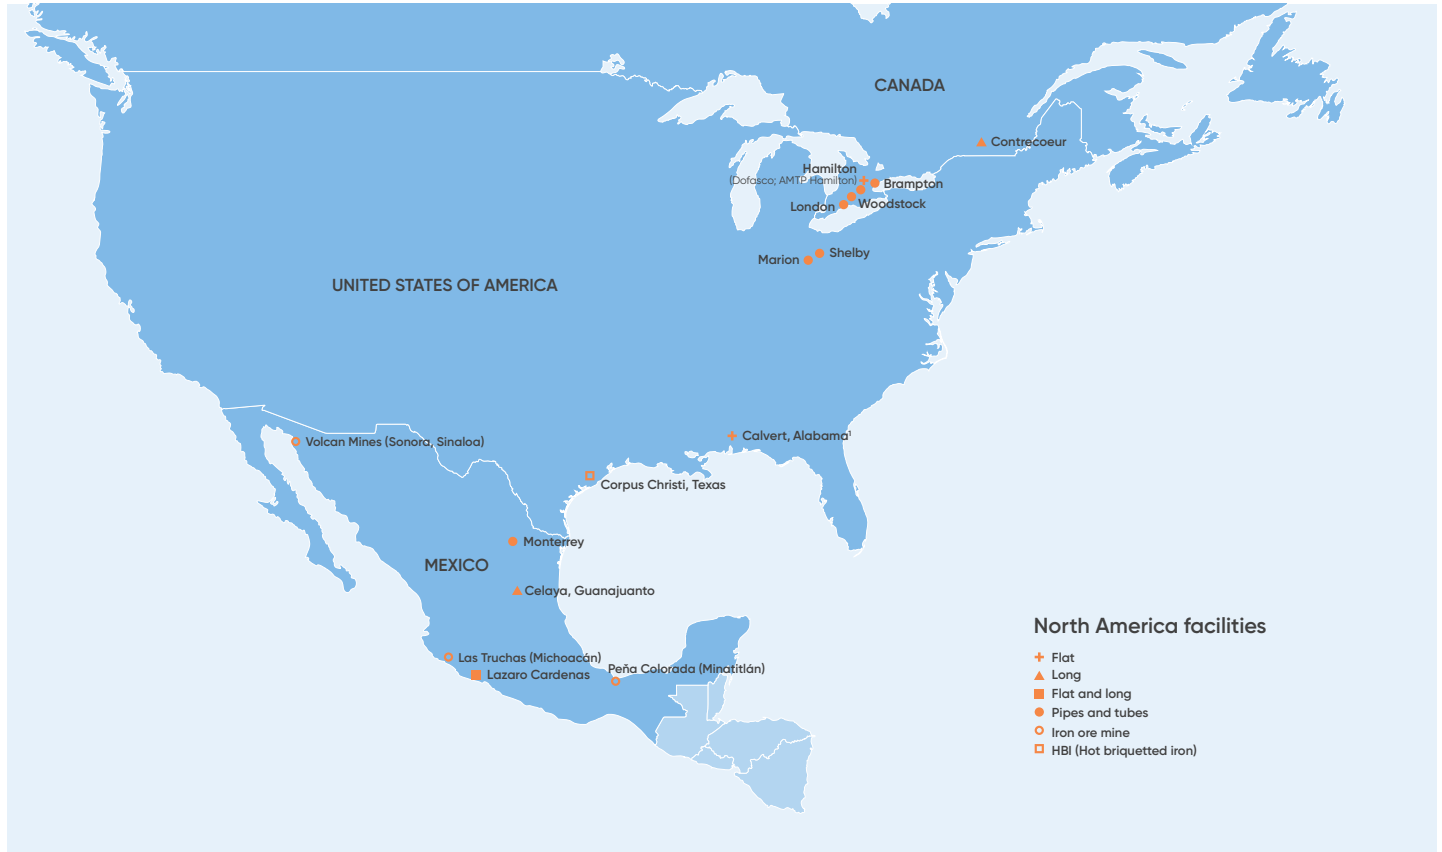 CANADA
Contrecoeur
Hamilton
(Dofasco; AMTP Hamilton)
Brampton
Woodstock
London
Shelby
Marion
UNITED STATES OF AMERICA
Calvert, Alabama¹
Volcan Mines (Sonora, Sinaloa)
Corpus Christi, Texas
Monterrey
MEXICO
Celaya, Guanajuanto
Las Truchas (Michoacán)
Peña Colorada (Minatitlán)
Lazaro Cardenas
North America facilities
Flat
Long
Flat and long
Pipes and tubes
Iron ore mine
HBI (Hot briquetted iron)